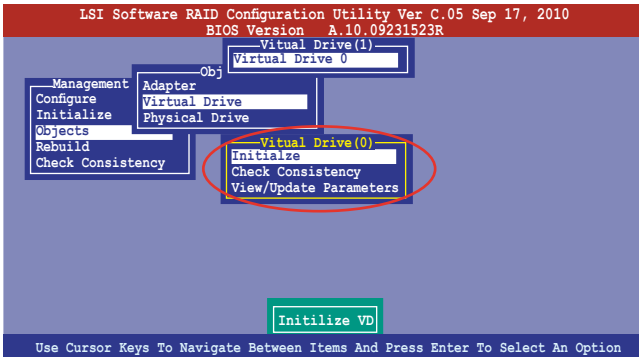 LSI Software RAID Configuration Utility Ver C.05 Sep 17, 2010
BIOS Version A.10.09231523R
Vitual Drive(1)
Virtual Drive 0
Obj
Adapter
Virtual Drive
Physical Drive
Management
Configure
Initialize
Objects
Rebuild
Check Consistency
Vitual Drive(0)
Initialze
Check Consistency
View/Update Parameters
Initilize VD
Use Cursor Keys To Navigate Between Items And Press Enter To Select An Option